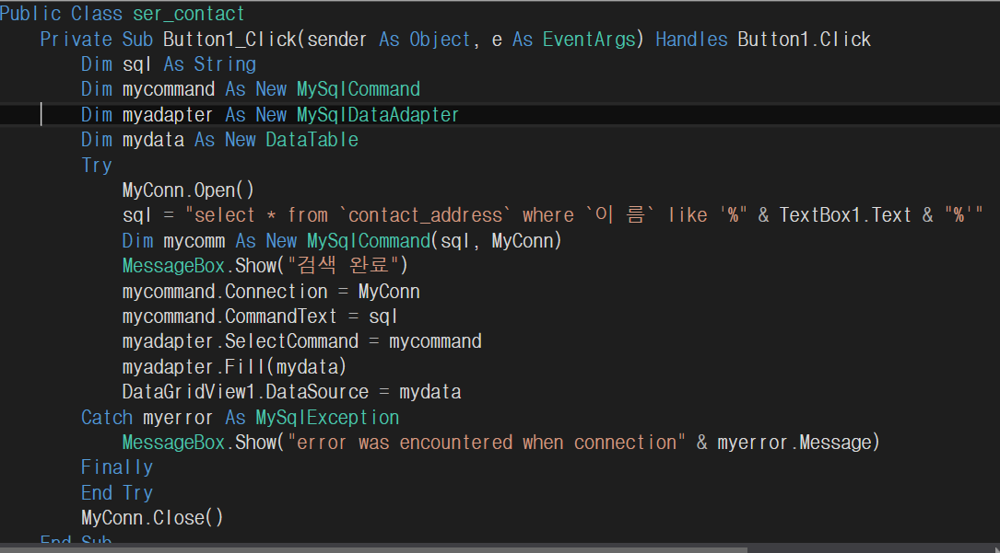 Public Class ser_contact
Private Sub Button1_Click(sender As Object, e As EventArgs) Handles Button1.Click
Dim sql As String
Dim mycommand As New MySqlCommand
Dim myadapter As New MySqlDataAdapter
Dim mydata As New DataTable
Try
MyConn.Open()
sql = "select * from `contact_address` where `이 름` like '%" & TextBox1.Text & "%'"
Dim mycomm As New MySqlCommand(sql, MyConn)
MessageBox.Show("검색 완료")
mycommand.Connection = MyConn
mycommand.CommandText = sql
myadapter.SelectCommand = mycommand
myadapter.Fill(mydata)
DataGridView1.DataSource = mydata
Catch myerror As MySqlException
MessageBox.Show("error was encountered when connection" & myerror.Message)
Finally
End Try
MyConn.Close()
End Sub